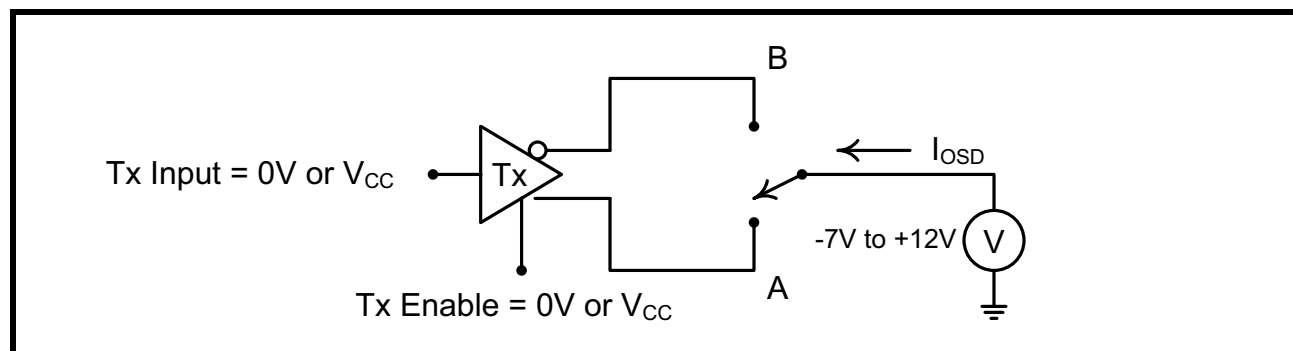 B
Tx Input = 0V or VCC
Tx
IOSD
-7V to +12V
V
A
Tx Enable = 0V or VCC